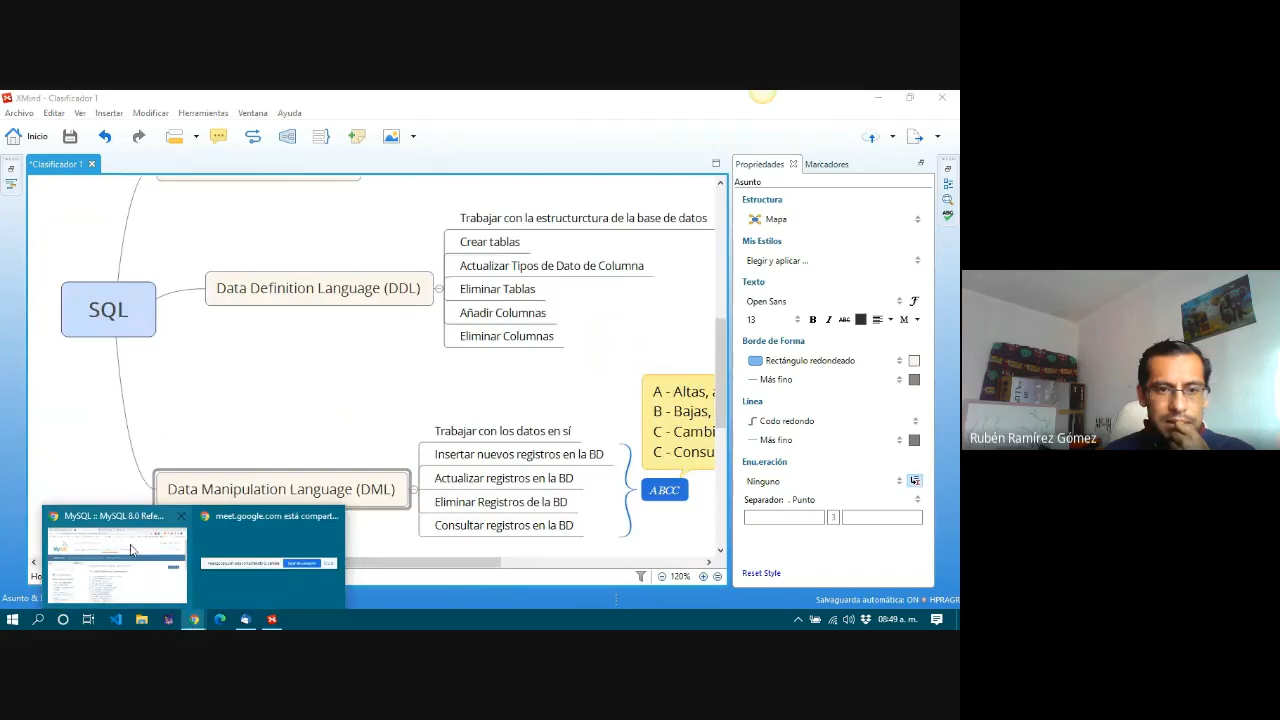 XMind - Clasificador 1
Archivo Editar Ver Insertar Modificar Herramientas Ventana Ayuda
Inicio
*Clasificador 1
Propiedades
Marcadores
Asunto
Estructura
Mapa
Mis Estilos
Elegir y aplicar ...
Texto
Open Sans
13
B I ABC M
Borde de Forma
Rectángulo redondeado
Más fino
Línea
Codo redondo
Más fino
Enu,eración
Ninguno
Separador: . Punto
3
Reset Style
Trabajar con la estructurctura de la base de datos
Crear tablas
Actualizar Tipos de Dato de Columna
Data Definition Language (DDL)
Eliminar Tablas
SQL
Añadir Columnas
Eliminar Columnas
A - Altas, a
B - Bajas,
C - Cambi
C - Consu
Trabajar con los datos en sí
Insertar nuevos registros en la BD
Actualizar registros en la BD
Data Manipulation Language (DML)
ABCC
Eliminar Registros de la BD
Consultar registros en la BD
MySQL :: MySQL 8.0 Refe...
meet.google.com está compart...
120%
Salvaguarda automática: ON
HPRAGR
08:49 a. m.
Rubén Ramírez Gómez